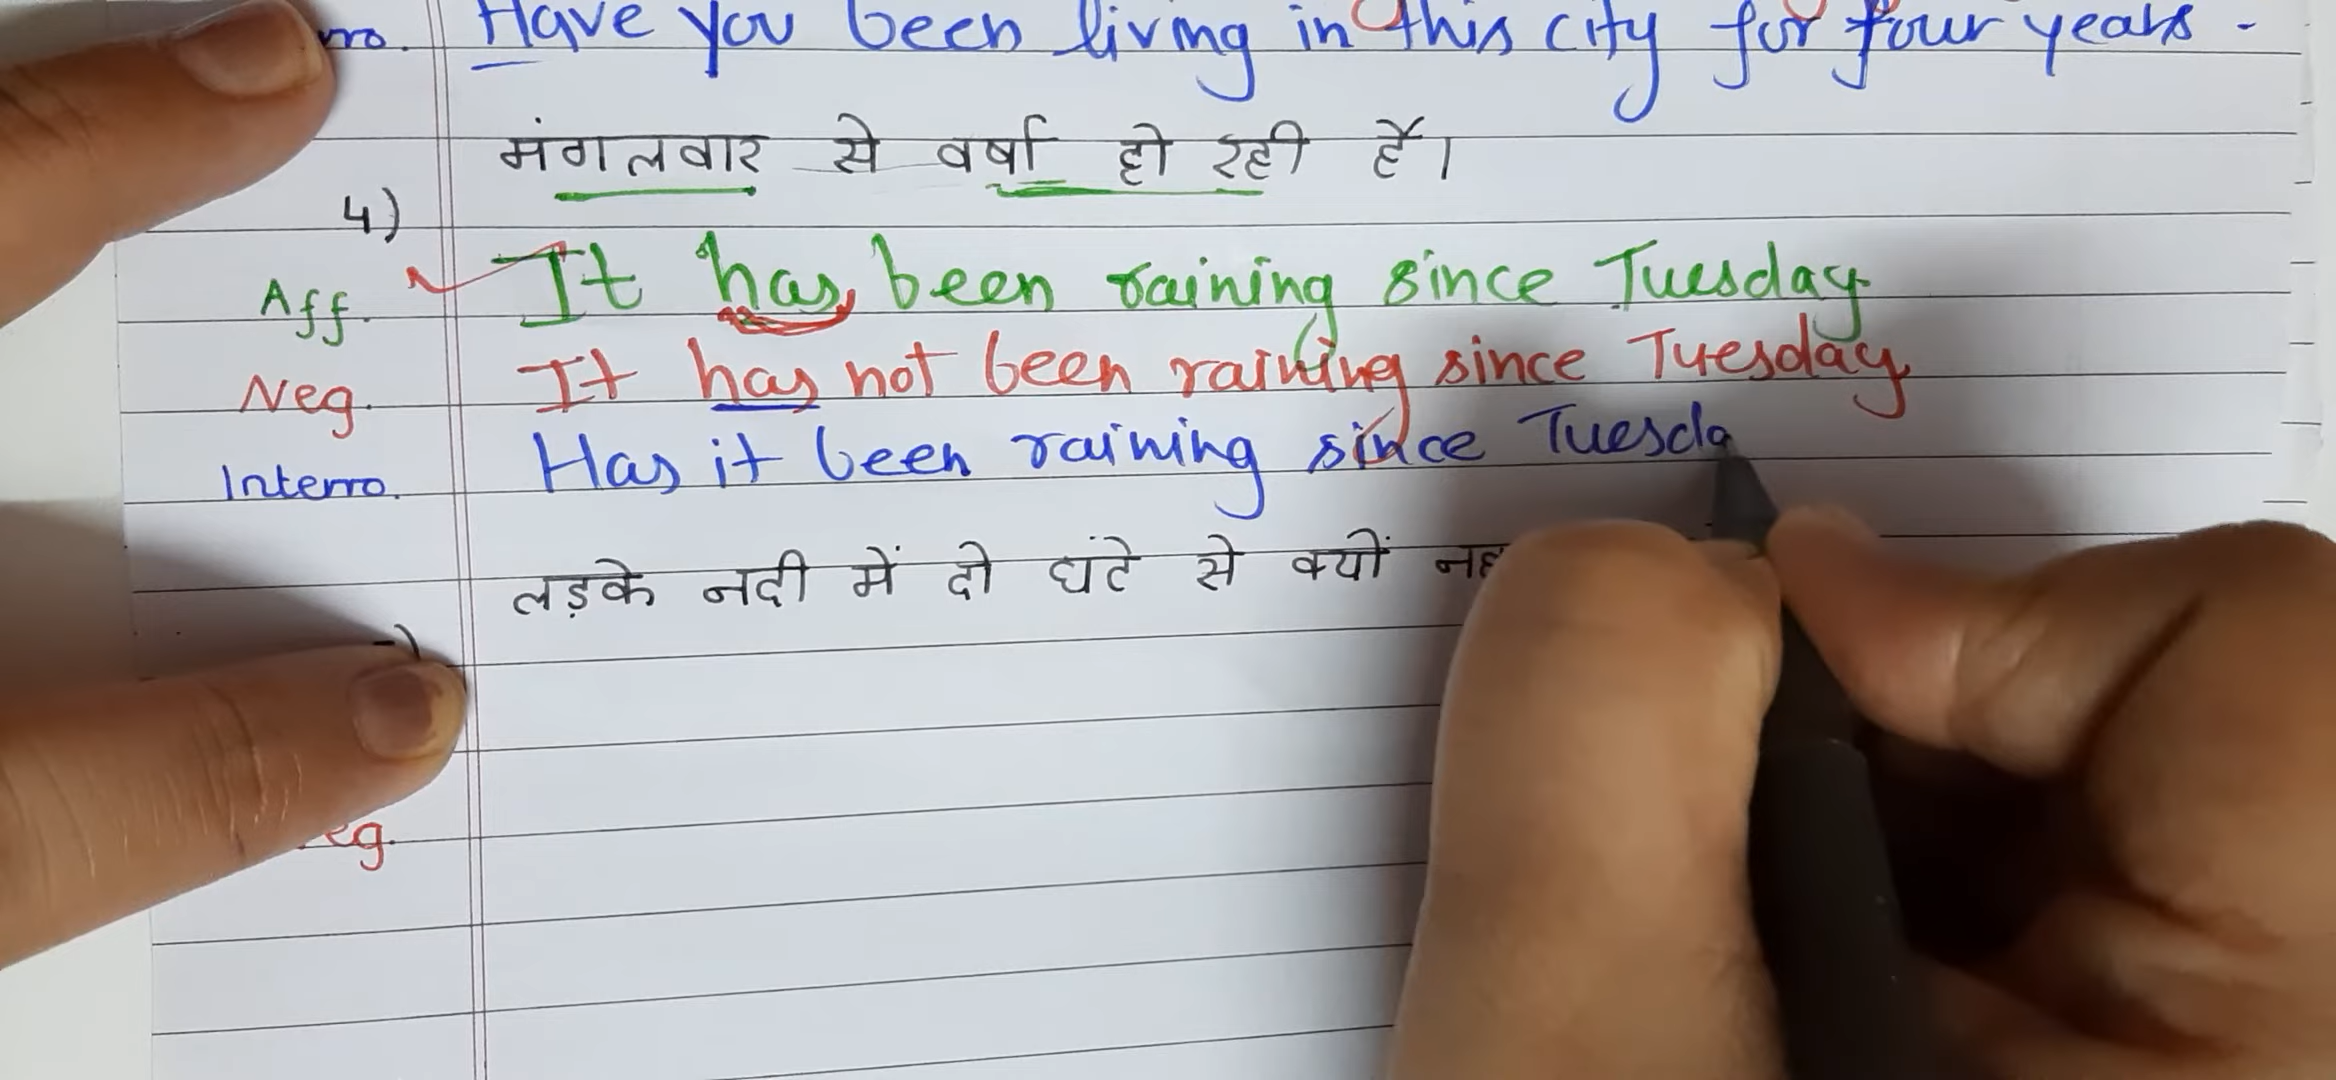 Have you been living in this city for four years -
मंगलवार से वर्षा हो रही हैं।
4)
Aff. It has been raining since Tuesday.
Neg. It has not been raining since Tuesday
Interro. Has it been raining since Tuesda
लड़के नदी में दो घंटे से क्यों